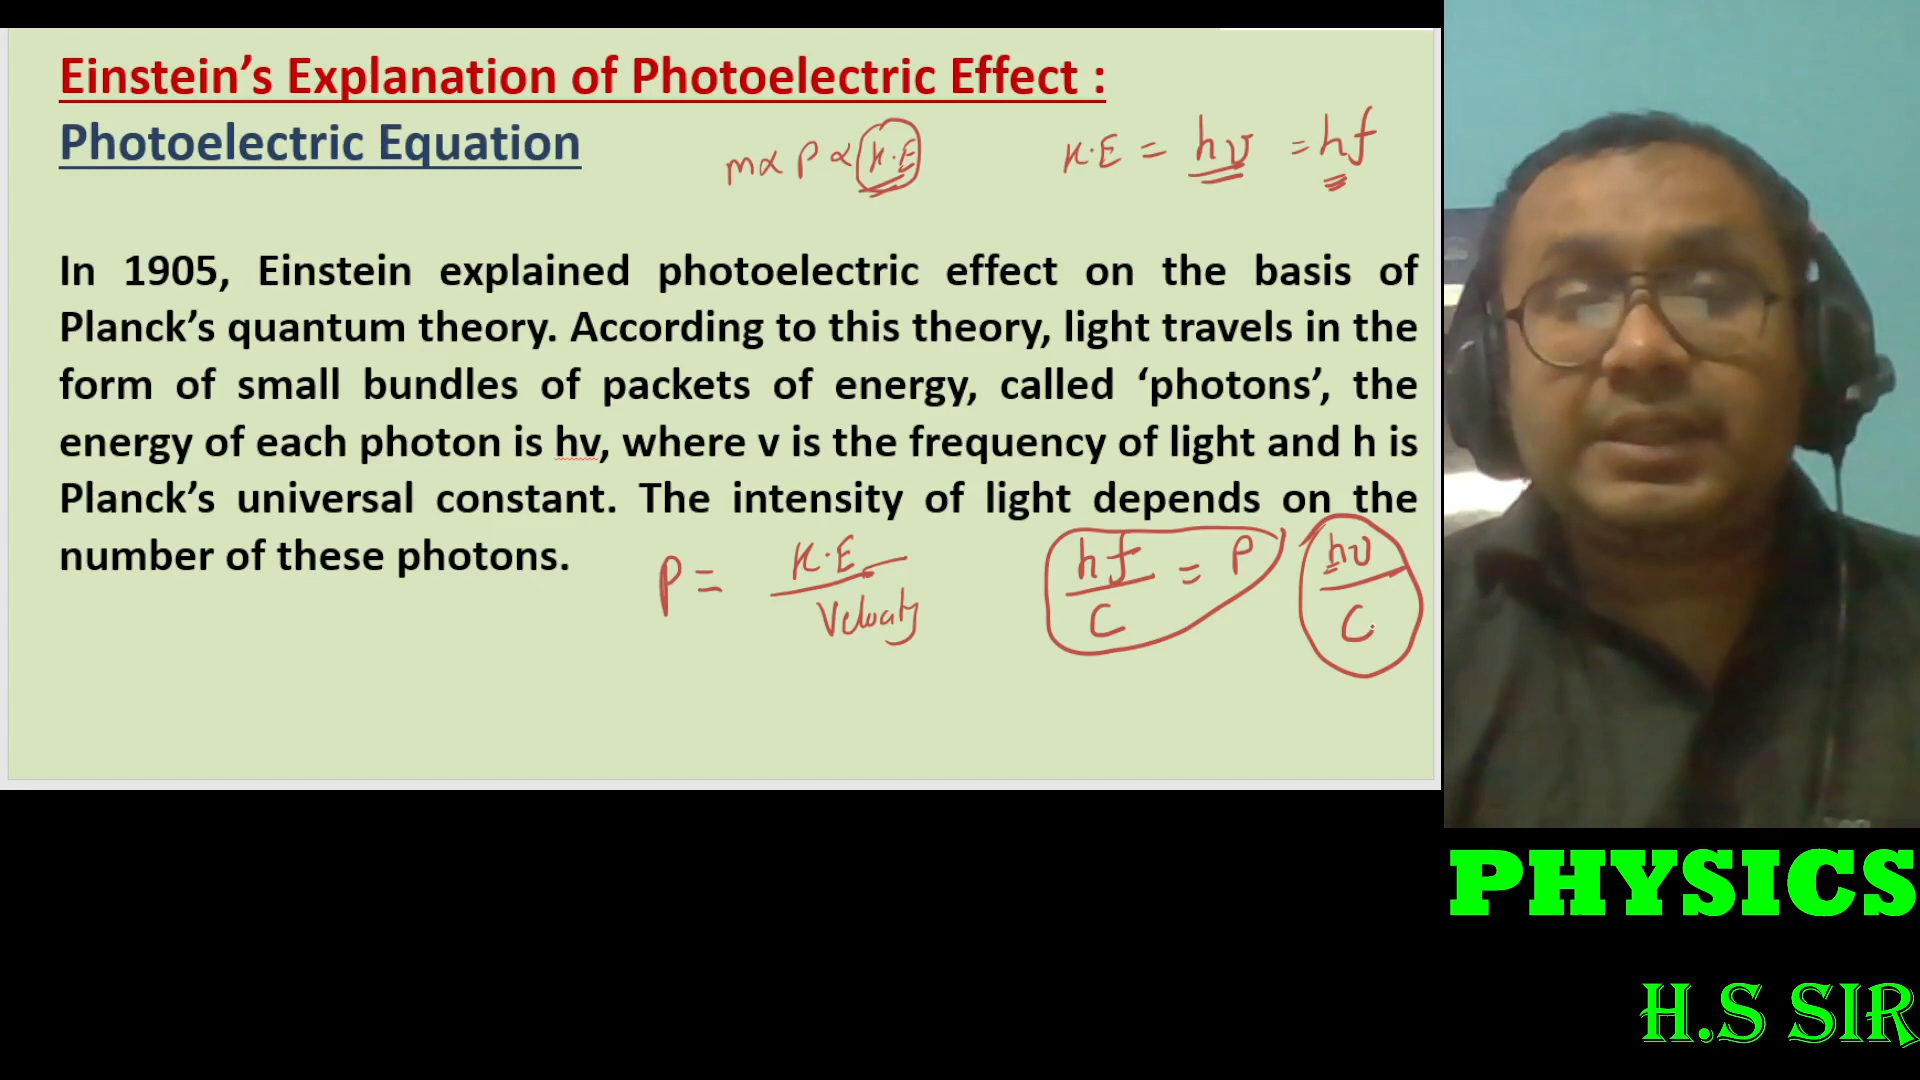 Einstein’s Explanation of Photoelectric Effect :
Photoelectric Equation
m∝ P ∝ K.E
K.E = hν = hf
In 1905, Einstein explained photoelectric effect on the basis of
Planck’s quantum theory. According to this theory, light travels in the
form of small bundles of packets of energy, called ‘photons’, the
energy of each photon is hv, where v is the frequency of light and h is
Planck’s universal constant. The intensity of light depends on the
number of these photons.
P = K.E / Velocity
hf / C = P
hν / C
PHYSICS
H.S SIR